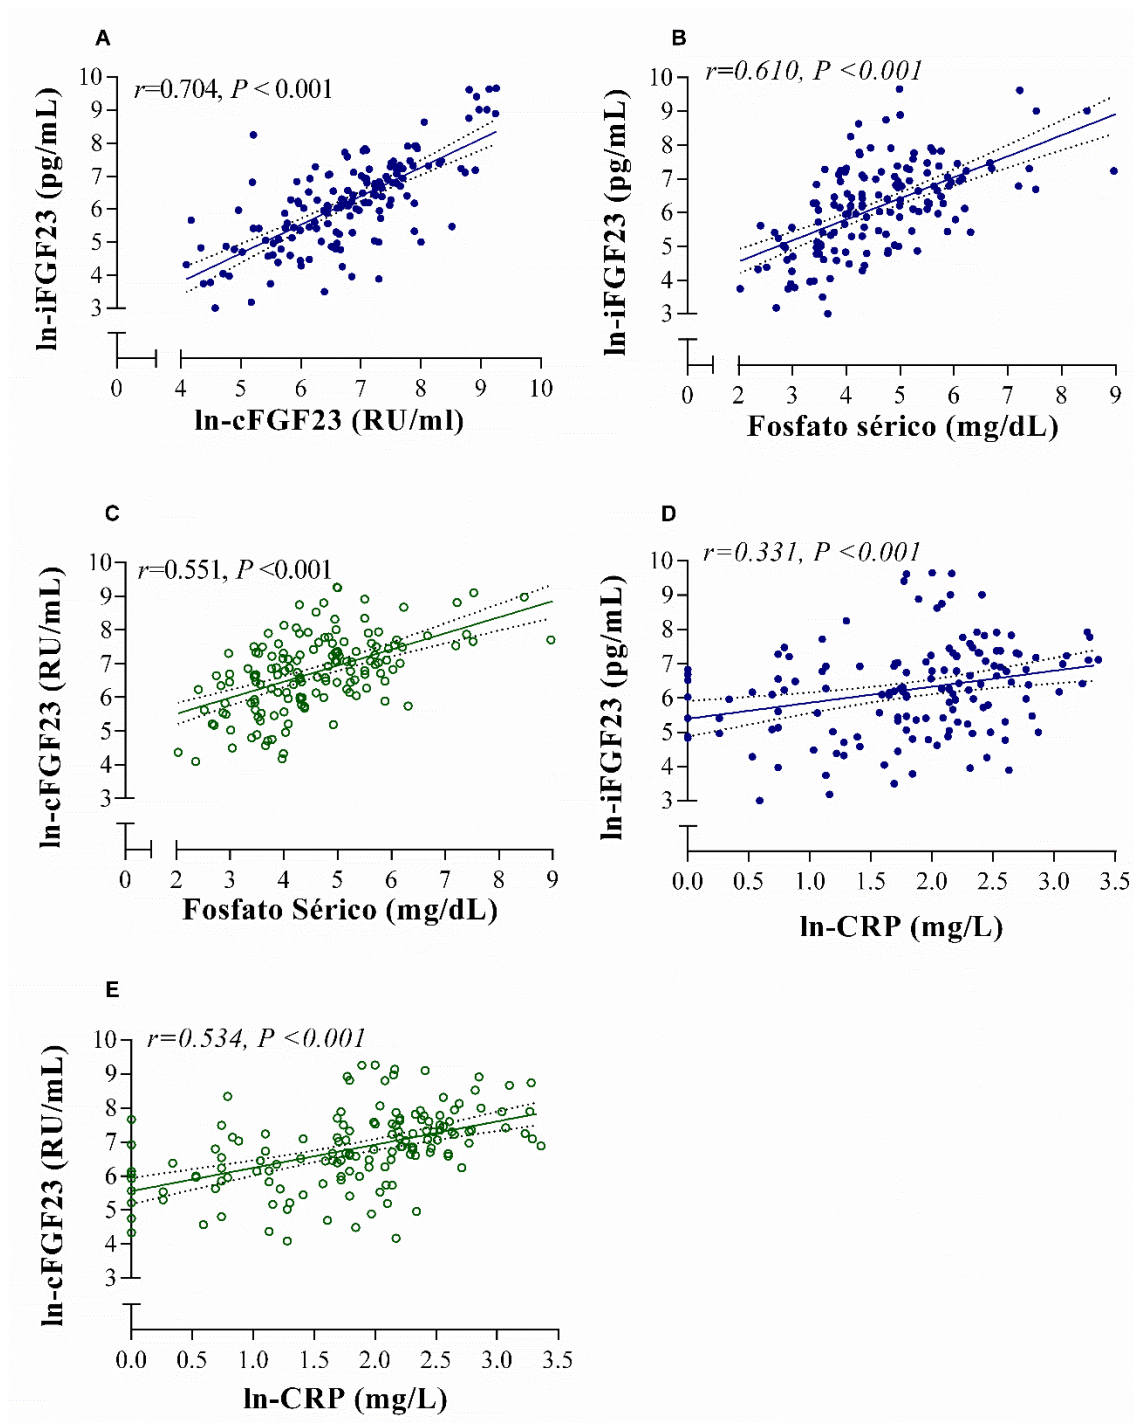 A
r=0.704, P < 0.001
ln-iFGF23 (pg/mL)
10
9
8
7
6
5
4
3
0 4 5 6 7 8 9 10
ln-cFGF23 (RU/ml)
B
r=0.610, P <0.001
ln-iFGF23 (pg/mL)
10
9
8
7
6
5
4
3
0 2 3 4 5 6 7 8 9
Fosfato sérico (mg/dL)
C
r=0.551, P <0.001
ln-cFGF23 (RU/mL)
10
9
8
7
6
5
4
3
0 2 3 4 5 6 7 8 9
Fosfato Sérico (mg/dL)
D
r=0.331, P <0.001
ln-iFGF23 (pg/mL)
10
9
8
7
6
5
4
3
0.0 0.5 1.0 1.5 2.0 2.5 3.0 3.5
ln-CRP (mg/L)
E
r=0.534, P <0.001
ln-cFGF23 (RU/mL)
10
9
8
7
6
5
4
3
0.0 0.5 1.0 1.5 2.0 2.5 3.0 3.5
ln-CRP (mg/L)